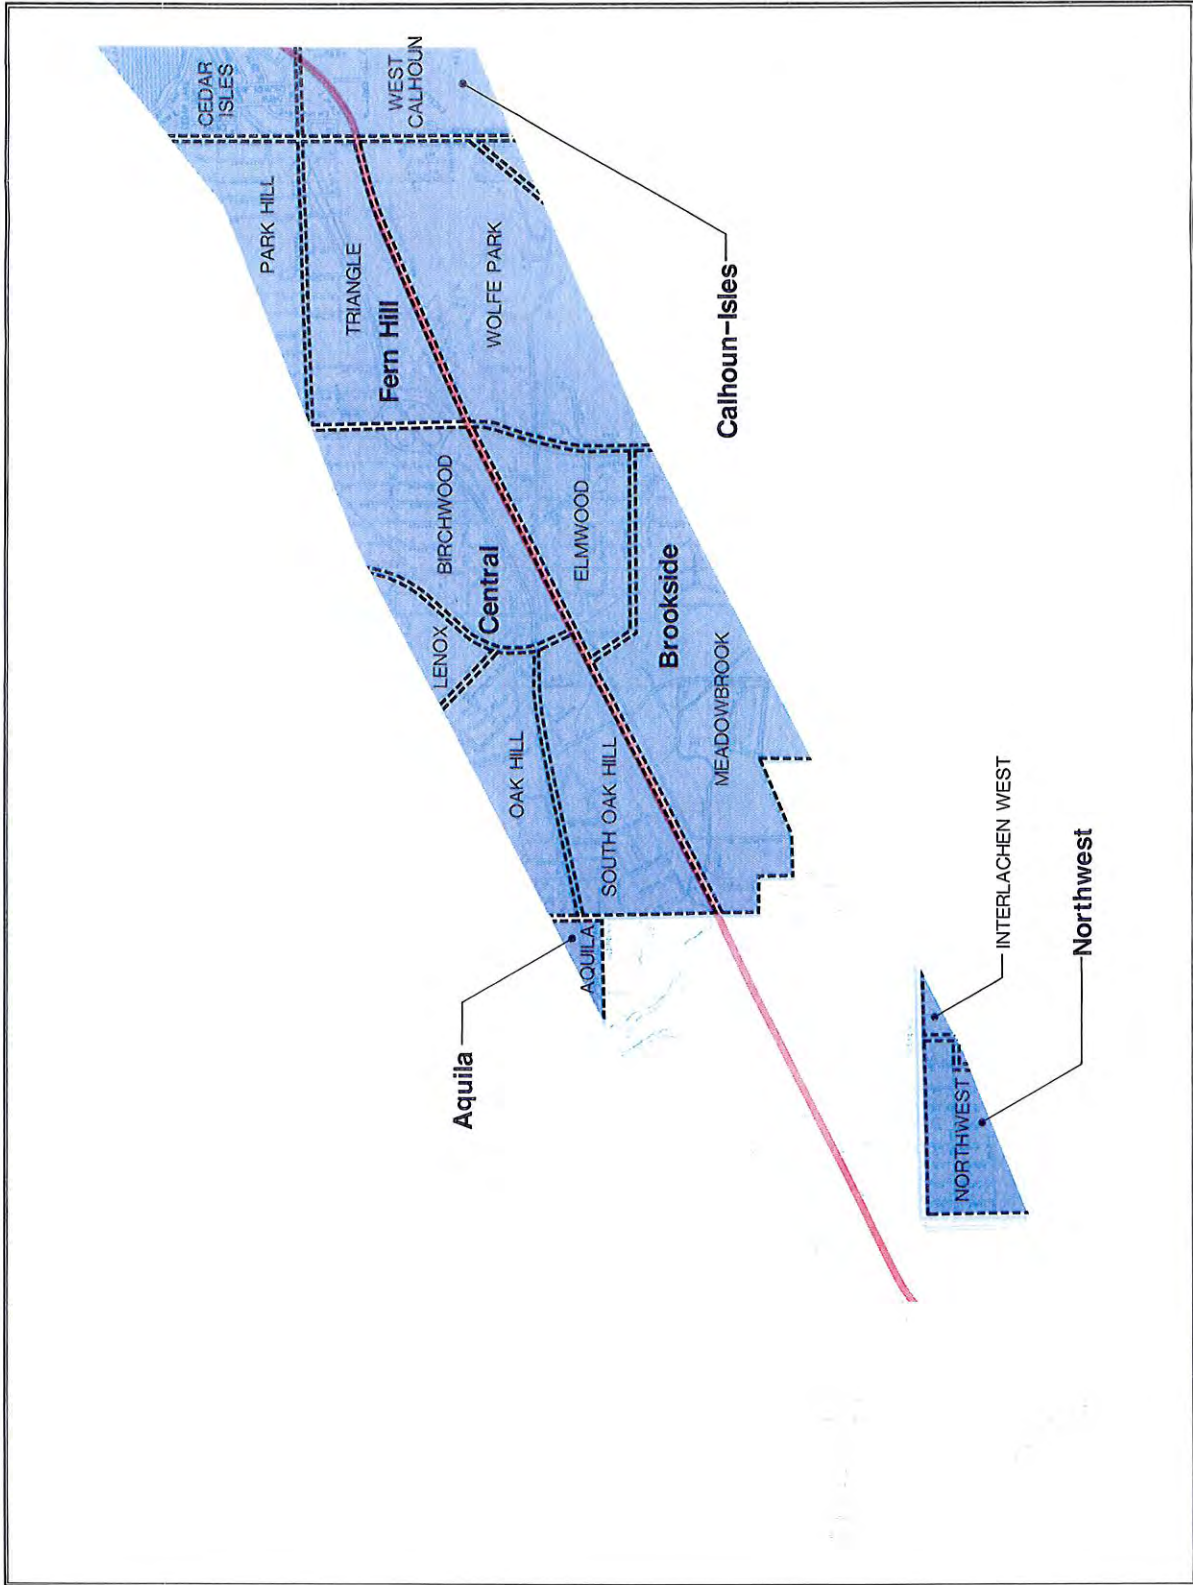 CEDAR
ISLES
WEST
CALHOUN
PARK HILL
TRIANGLE
Fern Hill
WOLFE PARK
Calhoun-Isles
BIRCHWOOD
Central
ELMWOOD
Brookside
LENOX
OAK HILL
SOUTH OAK HILL
MEADOWBROOK
AQUILA
Aquila
INTERLACHEN WEST
Northwest
NORTHWEST